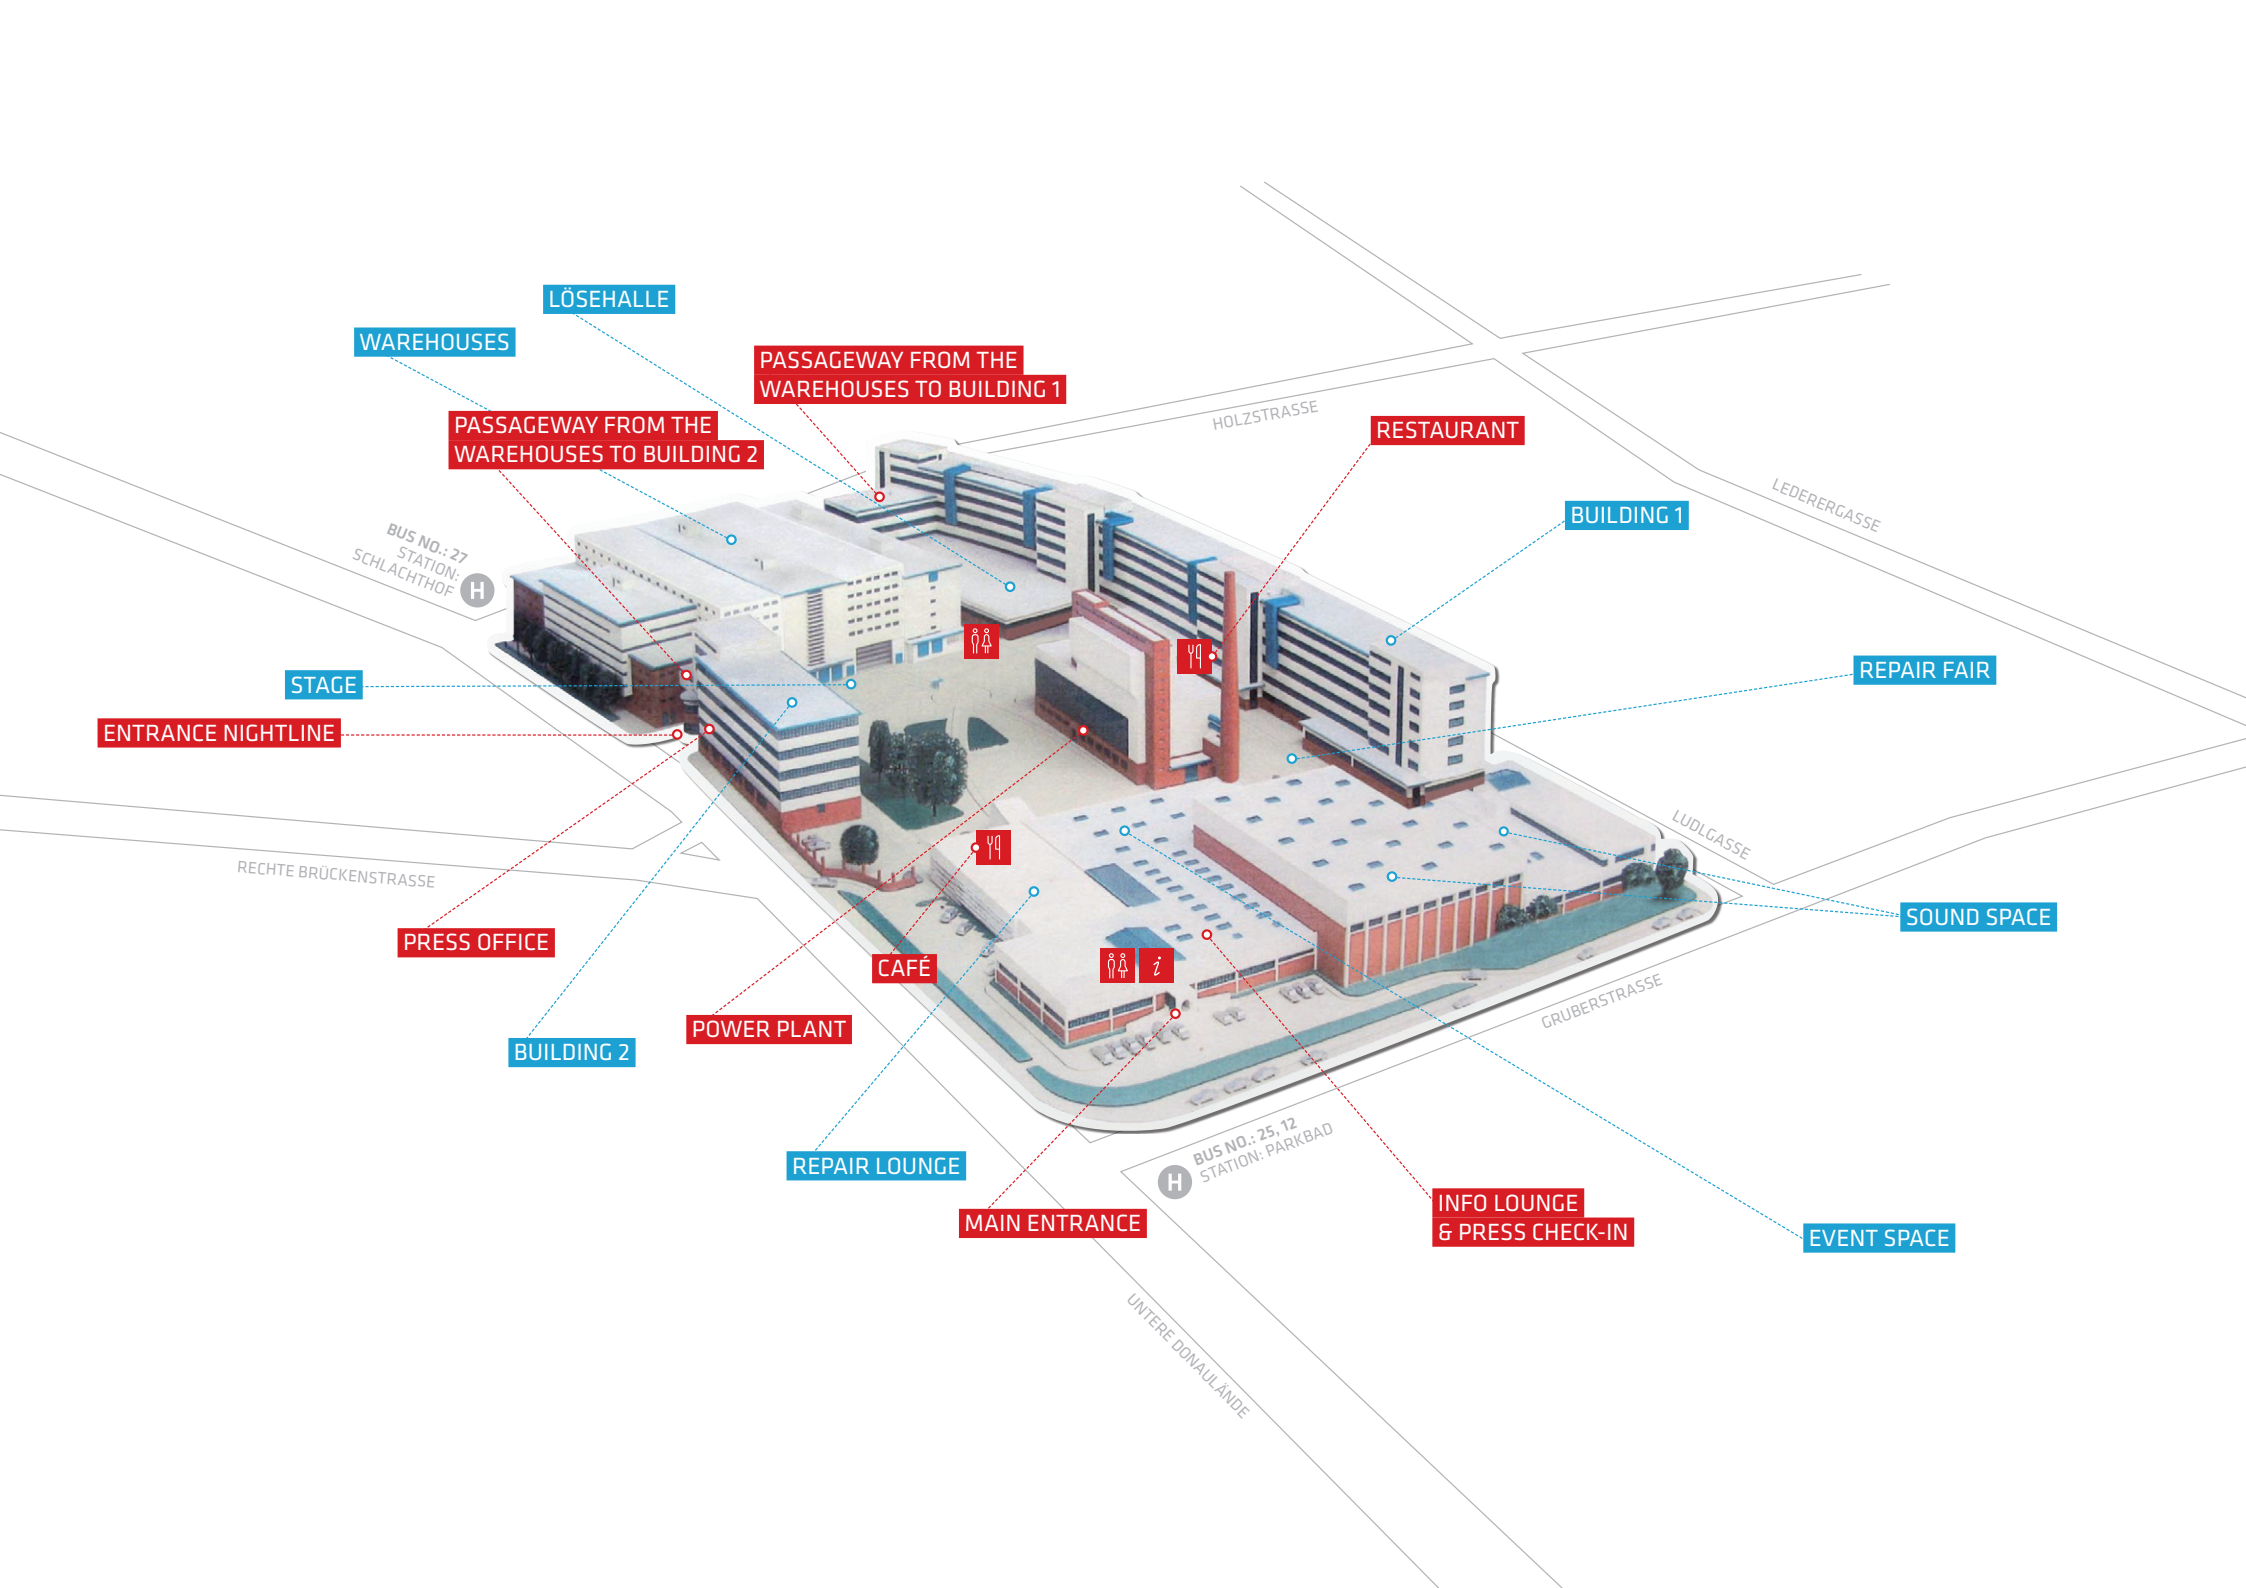 LÖSEHALLE
WAREHOUSES
PASSAGEWAY FROM THE
WAREHOUSES TO BUILDING 1
PASSAGEWAY FROM THE
WAREHOUSES TO BUILDING 2
HOLZSTRASSE
RESTAURANT
LEDERERGASSE
BUILDING 1
BUS NO.: 27
STATION:
SCHLACHTHOF
H
STAGE
REPAIR FAIR
ENTRANCE NIGHTLINE
LUDLGASSE
RECHTE BRÜCKENSTRASSE
SOUND SPACE
PRESS OFFICE
CAFÉ
i
GRUBERSTRASSE
POWER PLANT
BUILDING 2
BUS NO.: 25, 12
STATION: PARKBAD
H
REPAIR LOUNGE
MAIN ENTRANCE
INFO LOUNGE
& PRESS CHECK-IN
EVENT SPACE
UNTERE DONAULÄNDE